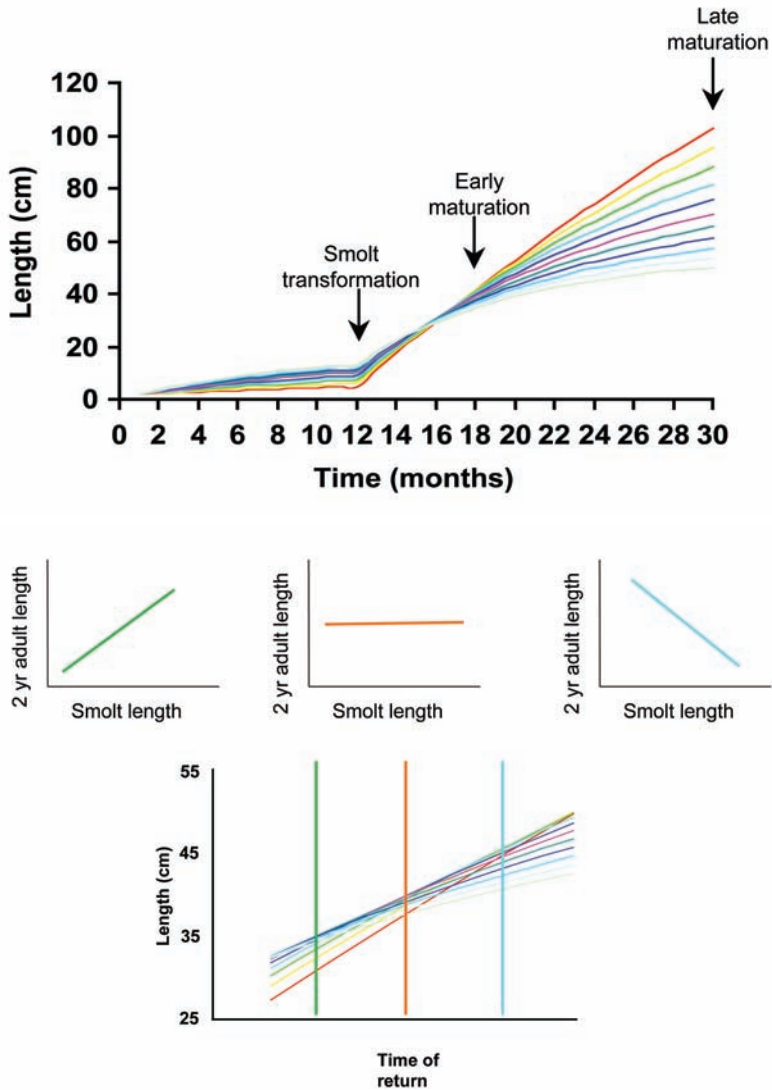 Late
maturation
120
100
80
60
40
20
0
Length (cm)
Early
maturation
Smolt
transformation
0 2 4 6 8 10 12 14 16 18 20 22 24 26 28 30
Time (months)
2 yr adult length
Smolt length
2 yr adult length
Smolt length
2 yr adult length
Smolt length
55
45
35
25
Length (cm)
Time of
return